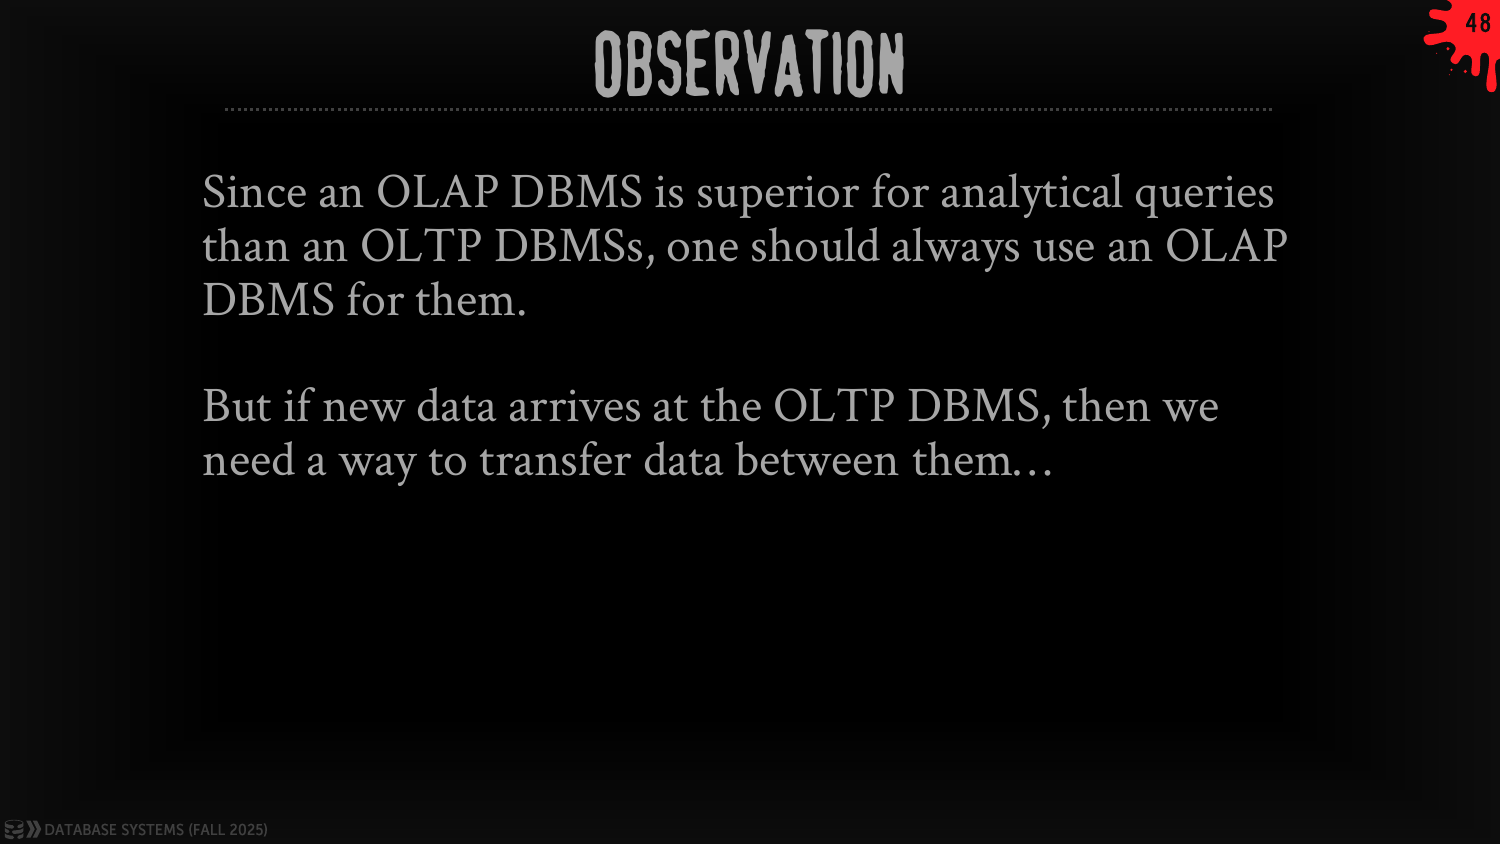 OBSERVATION
48
Since an OLAP DBMS is superior for analytical queries
than an OLTP DBMSs, one should always use an OLAP
DBMS for them.
But if new data arrives at the OLTP DBMS, then we
need a way to transfer data between them…
DATABASE SYSTEMS (FALL 2025)